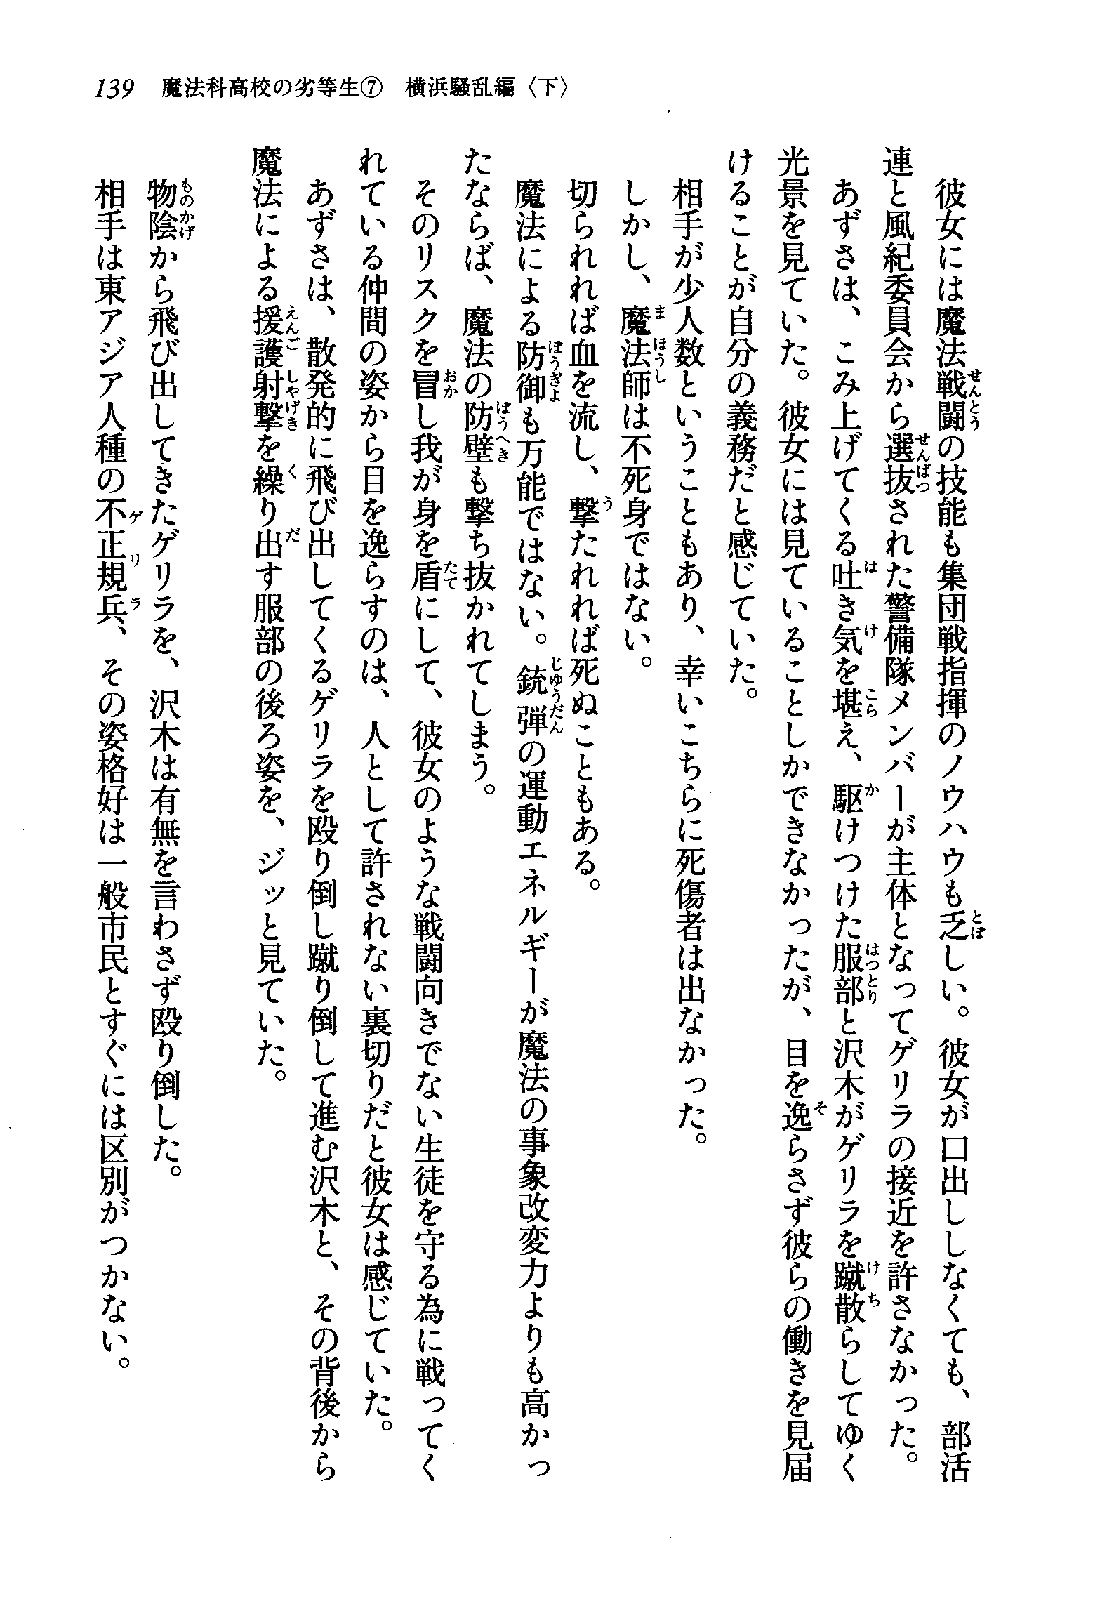 139　魔法科高校の劣等生⑦　横浜騒乱編〈下〉
　彼女には魔法戦闘の技能も集団戦指揮のノウハウも乏しい。彼女が口出ししなくても、部活
連と風紀委員会から選抜された警備隊メンバーが主体となってゲリラの接近を許さなかった。
　あずさは、こみ上げてくる吐き気を堪え、駆けつけた服部と沢木がゲリラを蹴散らしてゆく
光景を見ていた。彼女には見ていることしかできなかったが、目を逸らさず彼らの働きを見届
けることが自分の義務だと感じていた。
　相手が少人数ということもあり、幸いこちらに死傷者は出なかった。
　しかし、魔法師は不死身ではない。
　切られれば血を流し、撃たれれば死ぬこともある。
　魔法による防御も万能ではない。銃弾の運動エネルギーが魔法の事象改変力よりも高かっ
たならば、魔法の防壁も撃ち抜かれてしまう。
　そのリスクを冒し我が身を盾にして、彼女のような戦闘向きでない生徒を守る為に戦ってく
れている仲間の姿から目を逸らすのは、人として許されない裏切りだと彼女は感じていた。
　あずさは、散発的に飛び出してくるゲリラを殴り倒し蹴り倒して進む沢木と、その背後から
魔法による援護射撃を繰り出す服部の後ろ姿を、ジッと見ていた。
　物陰から飛び出してきたゲリラを、沢木は有無を言わさず殴り倒した。
　相手は東アジア人種の不正規兵、その姿格好は一般市民とすぐには区別がつかない。